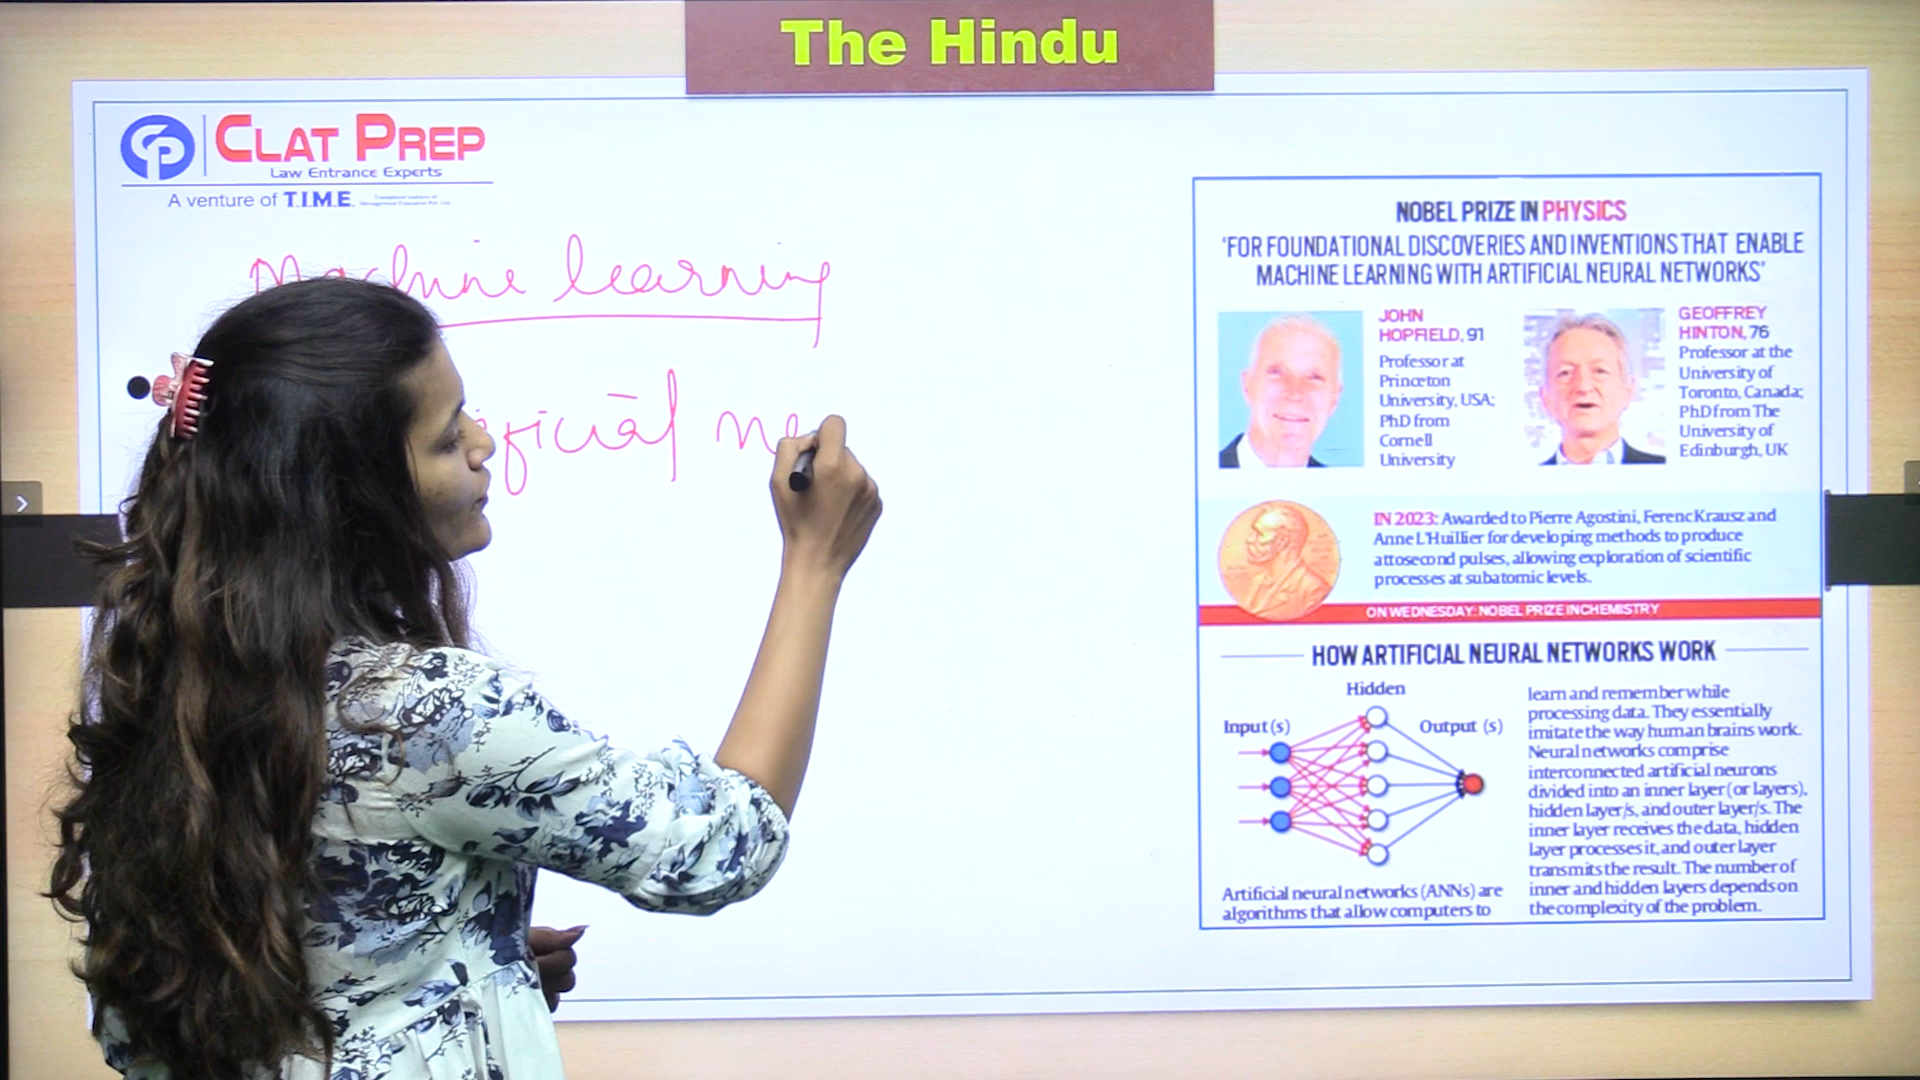 The Hindu
CLAT PREP
Law Entrance Experts
A venture of T.I.M.E.
Machine learning
ificial ne
NOBEL PRIZE IN PHYSICS
'FOR FOUNDATIONAL DISCOVERIES AND INVENTIONS THAT ENABLE
MACHINE LEARNING WITH ARTIFICIAL NEURAL NETWORKS'
JOHN
HOPFIELD, 91
Professor at
Princeton
University, USA;
PhD from
Cornell
University
GEOFFREY
HINTON, 76
Professor at the
University of
Toronto, Canada;
PhD from The
University of
Edinburgh, UK
IN 2023: Awarded to Pierre Agostini, Ferenc Krausz and
Anne L'Huillier for developing methods to produce
attosecond pulses, allowing exploration of scientific
processes at subatomic levels.
ON WEDNESDAY: NOBEL PRIZE IN CHEMISTRY
HOW ARTIFICIAL NEURAL NETWORKS WORK
Hidden
Input (s)
Output (s)
Artificial neural networks (ANNs) are
algorithms that allow computers to
learn and remember while
processing data. They essentially
imitate the way human brains work.
Neural networks comprise
interconnected artificial neurons
divided into an inner layer (or layers),
hidden layer/s, and outer layer/s. The
inner layer receives the data, hidden
layer processes it, and outer layer
transmits the result. The number of
inner and hidden layers depends on
the complexity of the problem.